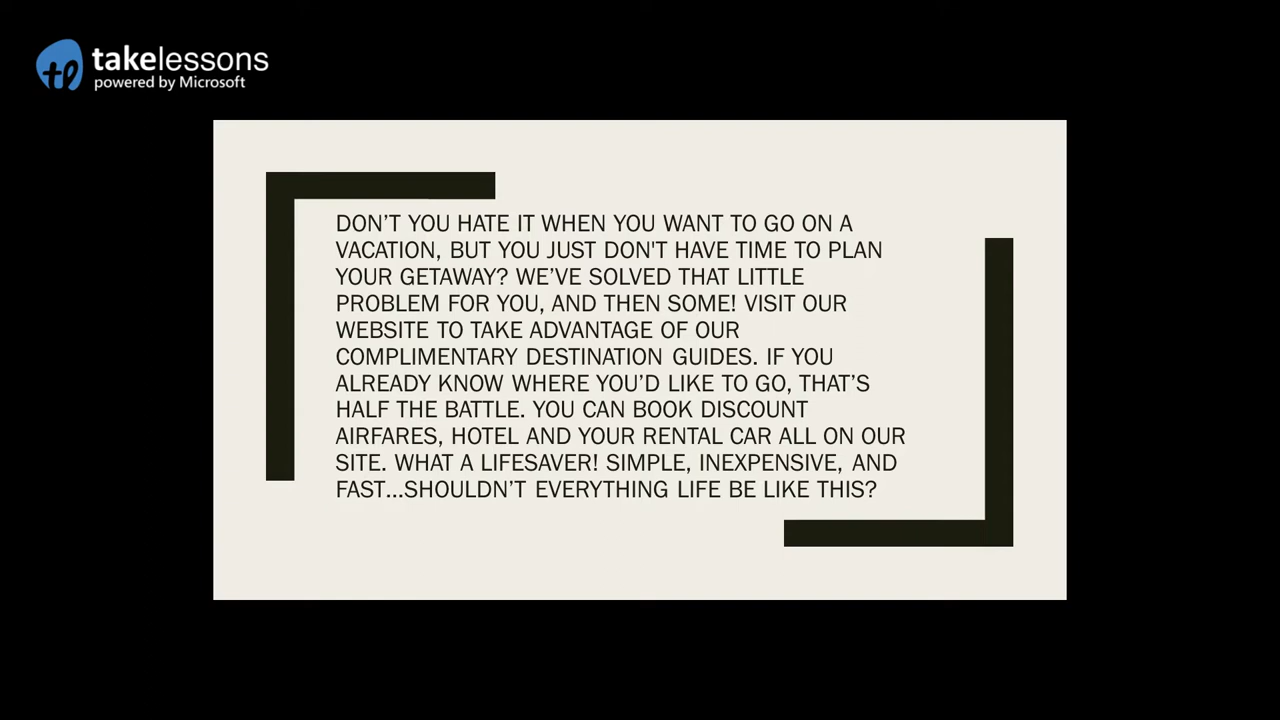 takelessons
powered by Microsoft
DON’T YOU HATE IT WHEN YOU WANT TO GO ON A
VACATION, BUT YOU JUST DON'T HAVE TIME TO PLAN
YOUR GETAWAY? WE’VE SOLVED THAT LITTLE
PROBLEM FOR YOU, AND THEN SOME! VISIT OUR
WEBSITE TO TAKE ADVANTAGE OF OUR
COMPLIMENTARY DESTINATION GUIDES. IF YOU
ALREADY KNOW WHERE YOU’D LIKE TO GO, THAT’S
HALF THE BATTLE. YOU CAN BOOK DISCOUNT
AIRFARES, HOTEL AND YOUR RENTAL CAR ALL ON OUR
SITE. WHAT A LIFESAVER! SIMPLE, INEXPENSIVE, AND
FAST...SHOULDN’T EVERYTHING LIFE BE LIKE THIS?